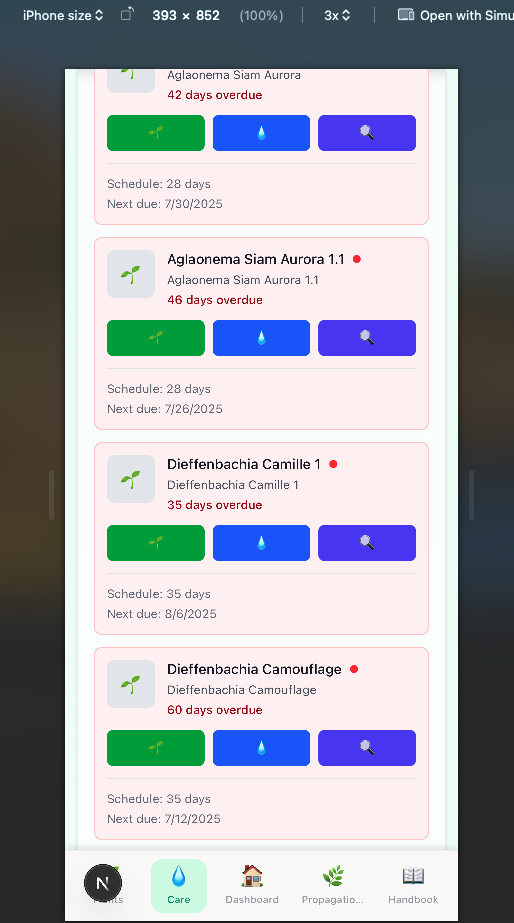 iPhone size 393 × 852 (100%) 3x Open with Simu
Aglaonema Siam Aurora
42 days overdue
Schedule: 28 days
Next due: 7/30/2025
Aglaonema Siam Aurora 1.1
Aglaonema Siam Aurora 1.1
46 days overdue
Schedule: 28 days
Next due: 7/26/2025
Dieffenbachia Camille 1
Dieffenbachia Camille 1
35 days overdue
Schedule: 35 days
Next due: 8/6/2025
Dieffenbachia Camouflage
Dieffenbachia Camouflage
60 days overdue
Schedule: 35 days
Next due: 7/12/2025
N
Care Dashboard Propagatio... Handbook